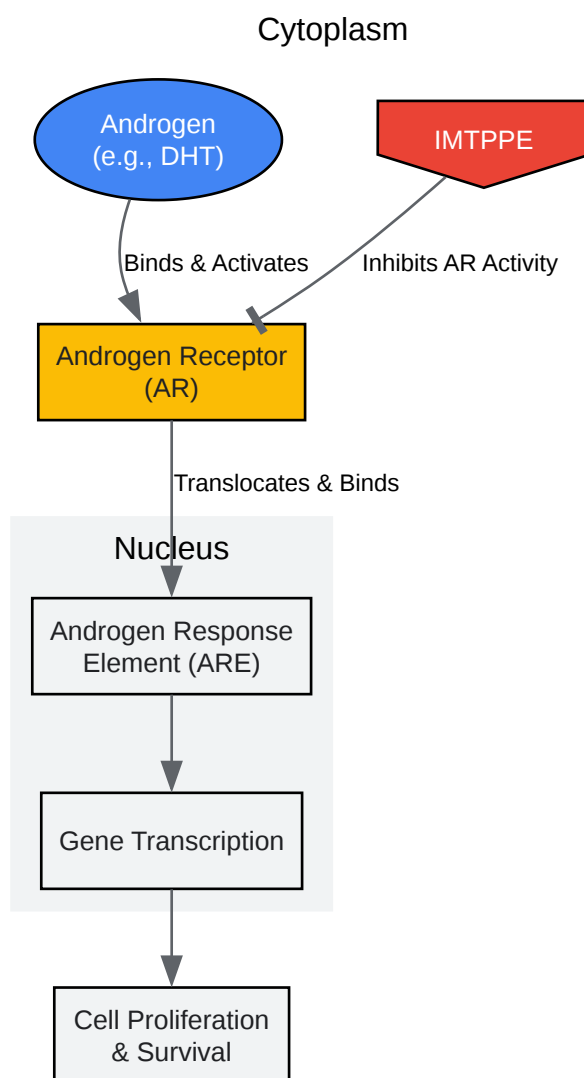 Cytoplasm
Androgen
(e.g., DHT)
IMTPPE
Binds & Activates
Inhibits AR Activity
Androgen Receptor
(AR)
Translocates & Binds
Nucleus
Androgen Response
Element (ARE)
Gene Transcription
Cell Proliferation
& Survival